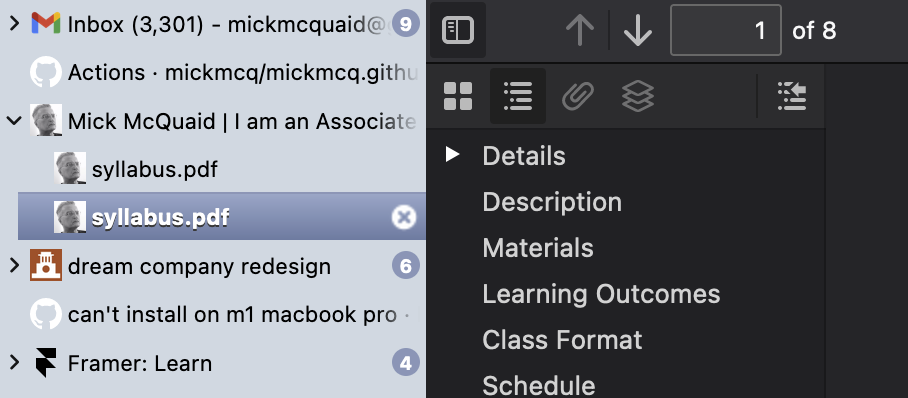 Inbox (3,301) - mickmcquaid@ 9
Actions · mickmcq/mickmcq.githu
Mick McQuaid | I am an Associate
syllabus.pdf
syllabus.pdf
dream company redesign 6
can't install on m1 macbook pro ·
Framer: Learn 4
1 of 8
Details
Description
Materials
Learning Outcomes
Class Format
Schedule